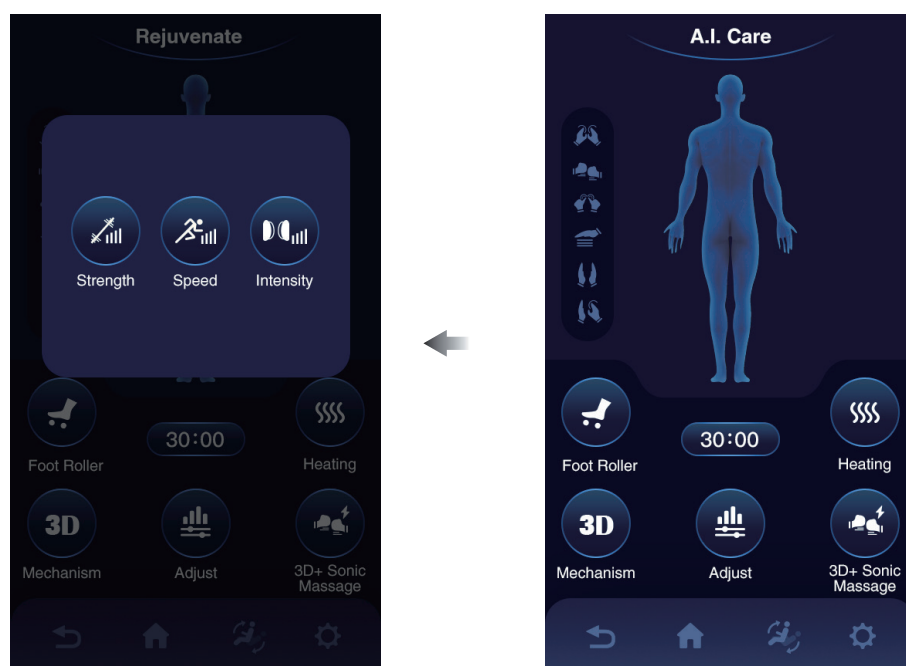 Rejuvenate
Strength
Speed
Intensity
30:00
Foot Roller
Heating
3D
Mechanism
Adjust
3D+ Sonic
Massage
A.I. Care
30:00
Foot Roller
Heating
3D
Mechanism
Adjust
3D+ Sonic
Massage